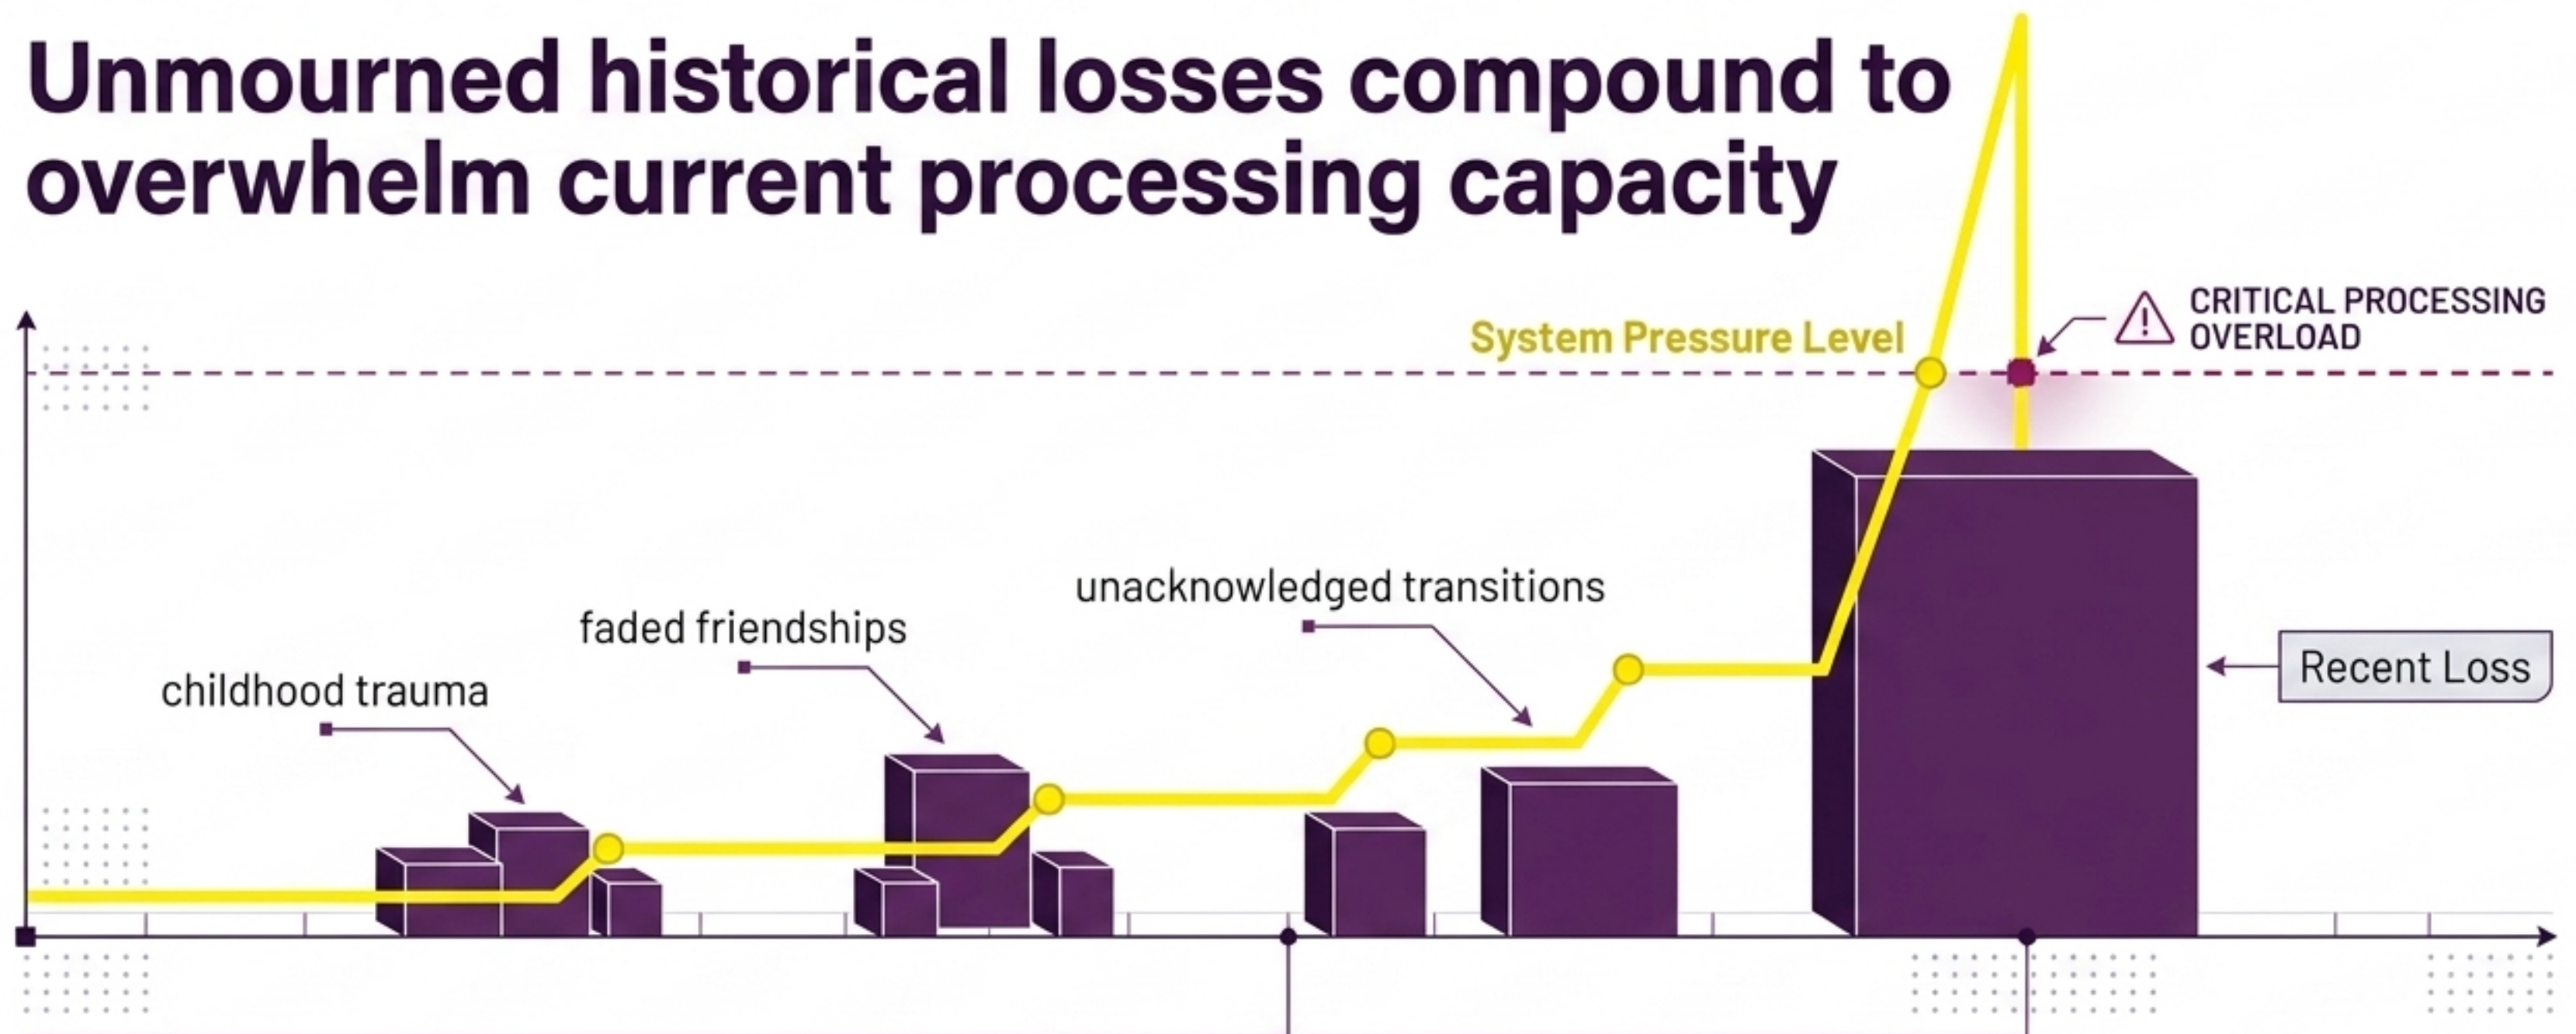 Unmourned historical losses compound to
overwhelm current processing capacity
System Pressure Level
CRITICAL PROCESSING
OVERLOAD
unacknowledged transitions
faded friendships
childhood trauma
Recent Loss